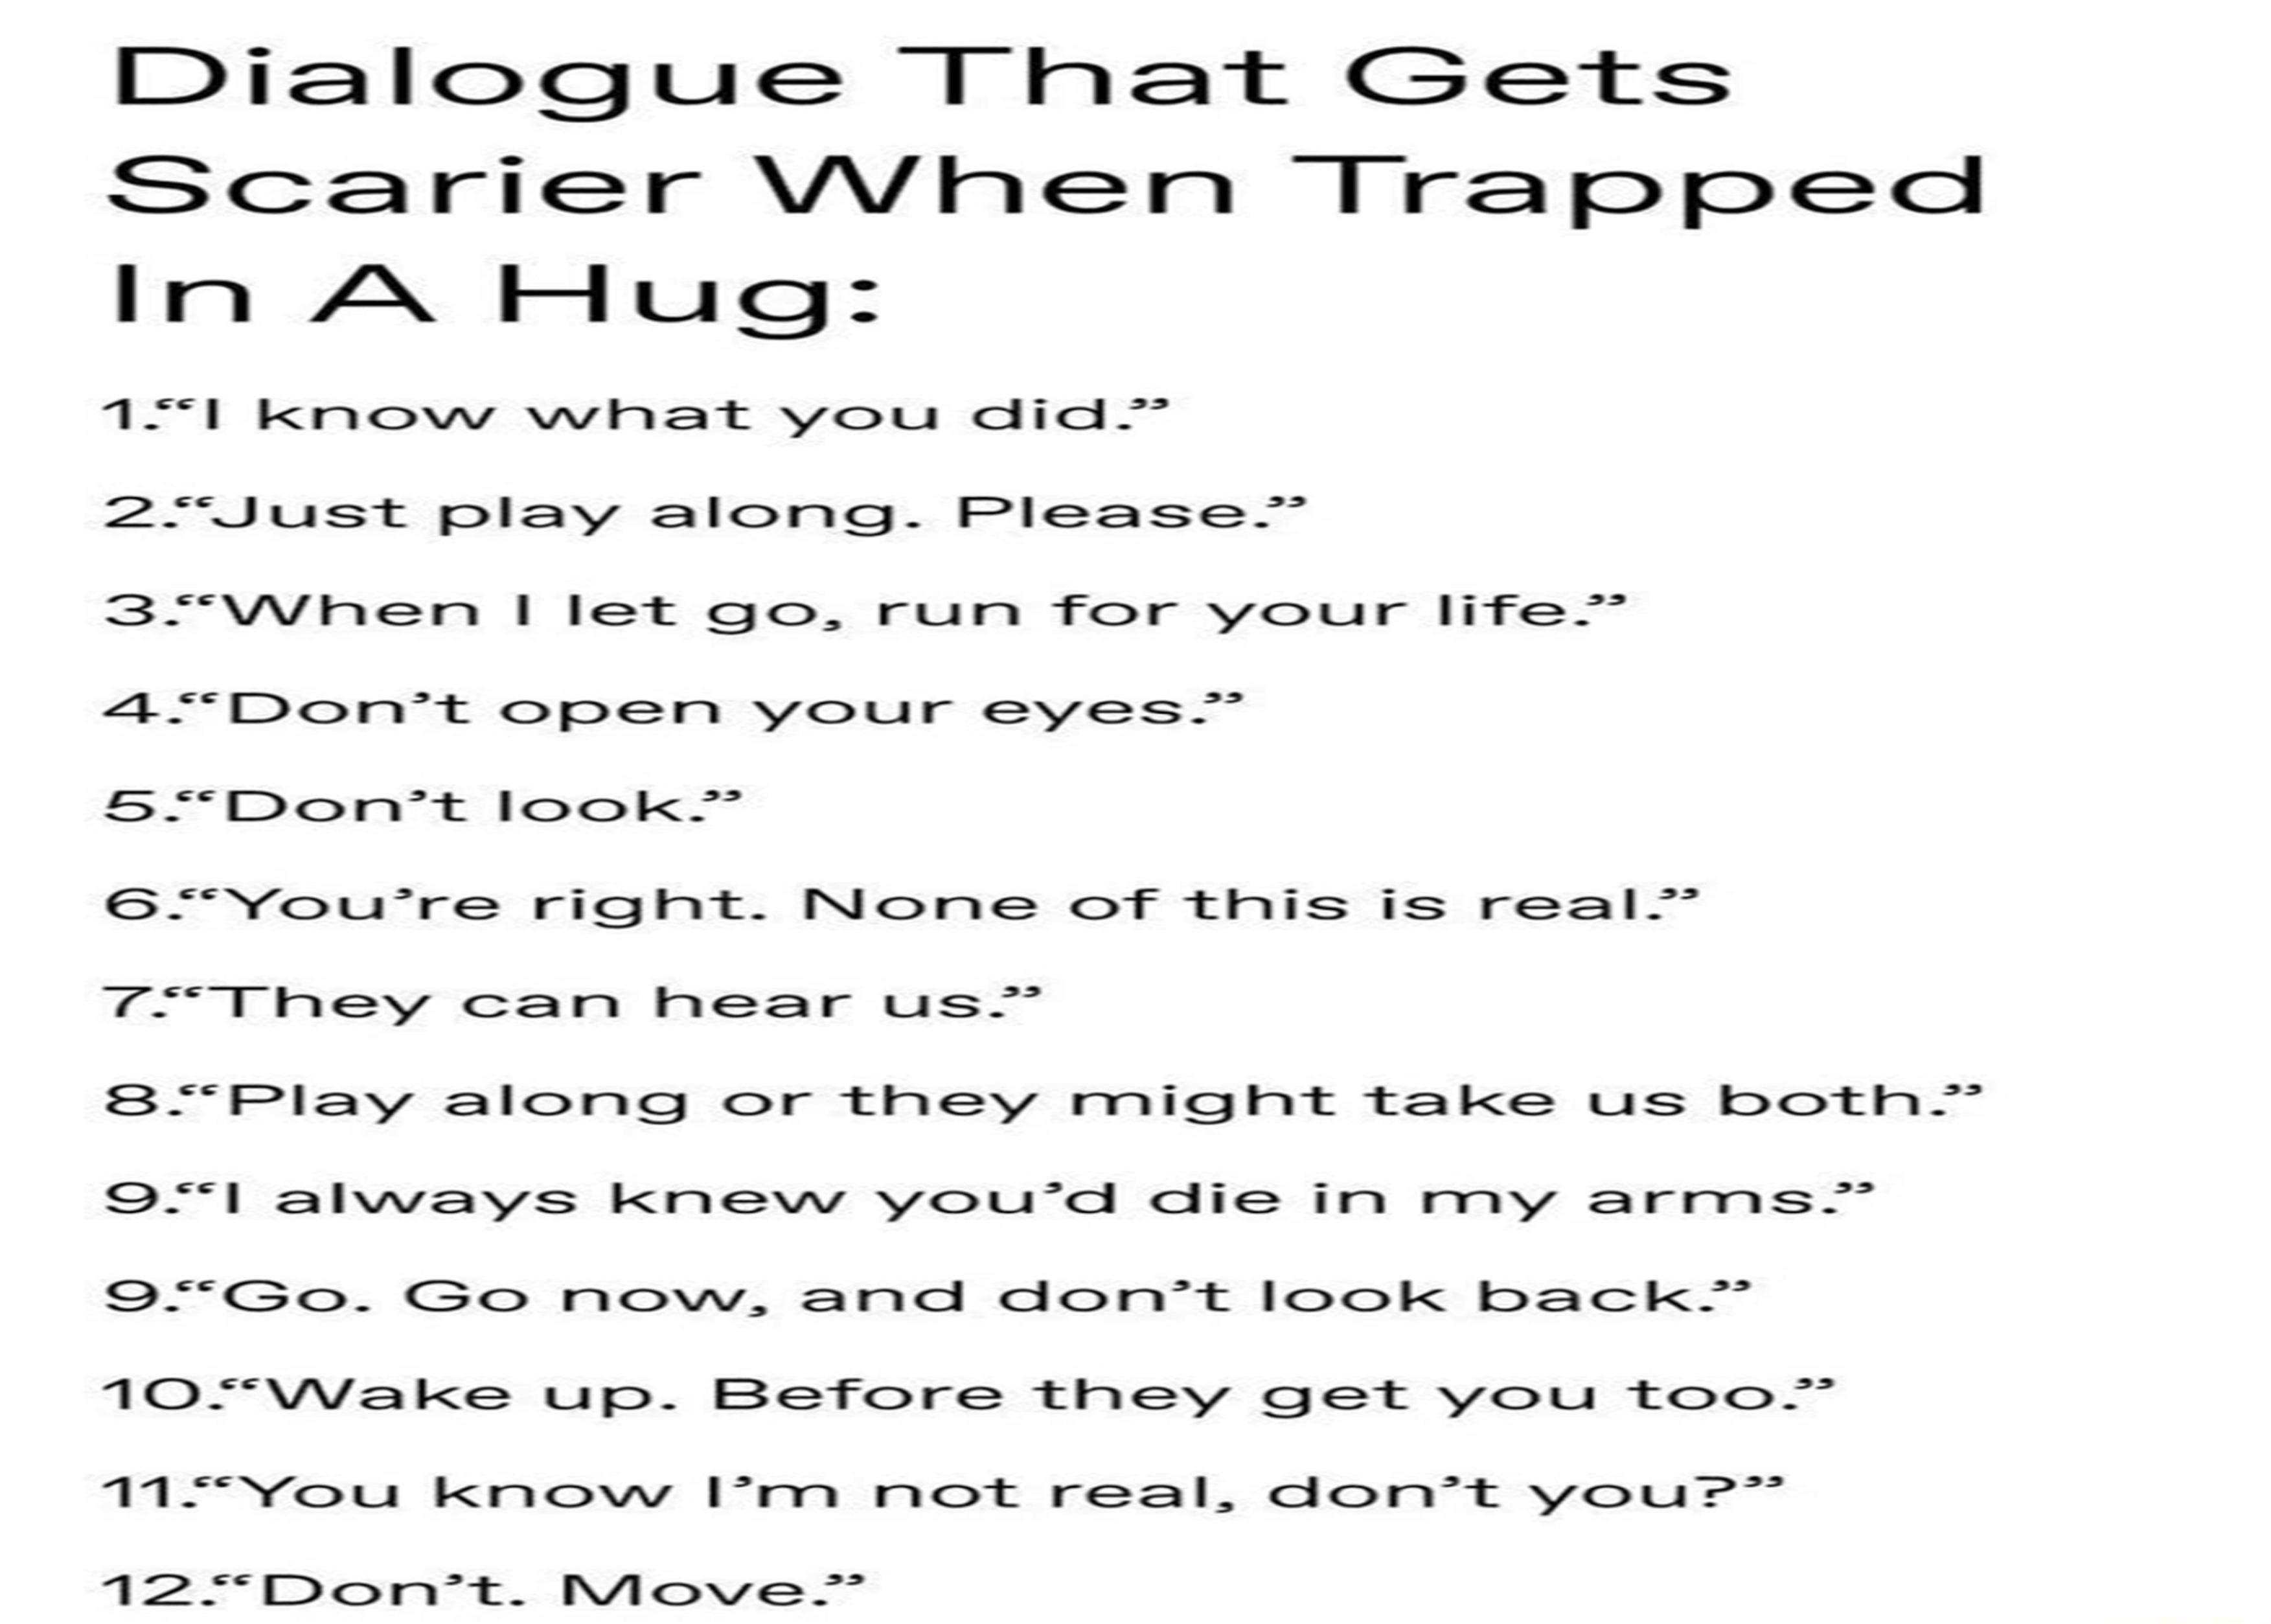 Dialogue That Gets
Scarier When Trapped
In A Hug:
1.“I know what you did.”
2.“Just play along. Please.”
3.“When I let go, run for your life.”
4.“Don’t open your eyes.”
5.“Don’t look.”
6.“You’re right. None of this is real.”
7.“They can hear us.”
8.“Play along or they might take us both.”
9.“I always knew you’d die in my arms.”
9.“Go. Go now, and don’t look back.”
10.“Wake up. Before they get you too.”
11.“You know I’m not real, don’t you?”
12.“Don’t. Move.”